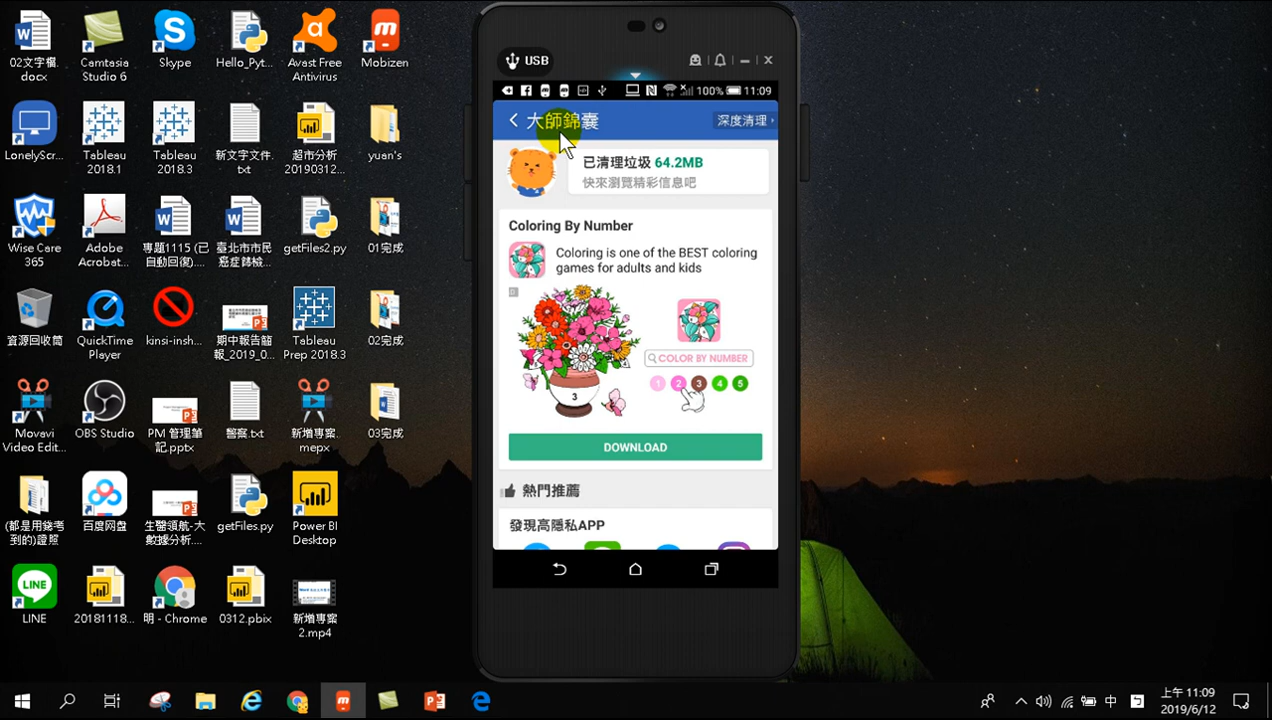 02文字檔.
docx
Camtasia
Studio 6
Skype
Hello_Pyt...
Avast Free
Antivirus
Mobizen
LonelyScr...
Tableau
2018.1
Tableau
2018.3
新文字文件.
txt
超市分析
20190312...
yuan's
Wise Care
365
Adobe
Acrobat...
專題1115 (已
自動回復)....
臺北市市民
癌症篩檢...
getFiles2.py
01完成
資源回收筒
QuickTime
Player
kinsi-insh...
期中報告簡
報_2019_0...
Tableau
Prep 2018.3
02完成
Movavi
Video Edit...
OBS Studio
PM 管理筆
記.pptx
警察.txt
新增專案.
mepx
03完成
(都是用幾考
到的)證照
百度网盘
生醫領航-大
數據分析....
getFiles.py
Power BI
Desktop
LINE
LINE
20181118...
明 - Chrome
0312.pbix
新增專案
2.mp4
USB
100%
11:09
大師錦囊
深度清理 ›
已清理垃圾 64.2MB
快來瀏覽精彩信息吧
Coloring By Number
Coloring is one of the BEST coloring
games for adults and kids
COLOR BY NUMBER
1 2 3 4 5
3
DOWNLOAD
熱門推薦
發現高隱私APP
中
上午 11:09
2019/6/12